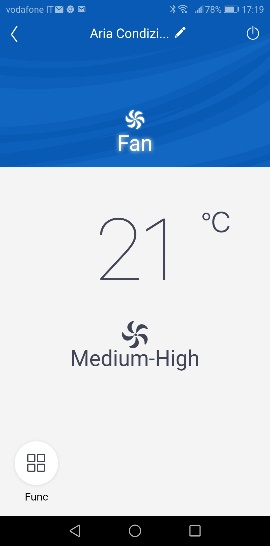 vodafone IT 78% 17:19
Aria Condizi...
Fan
21 °C
Medium-High
Func